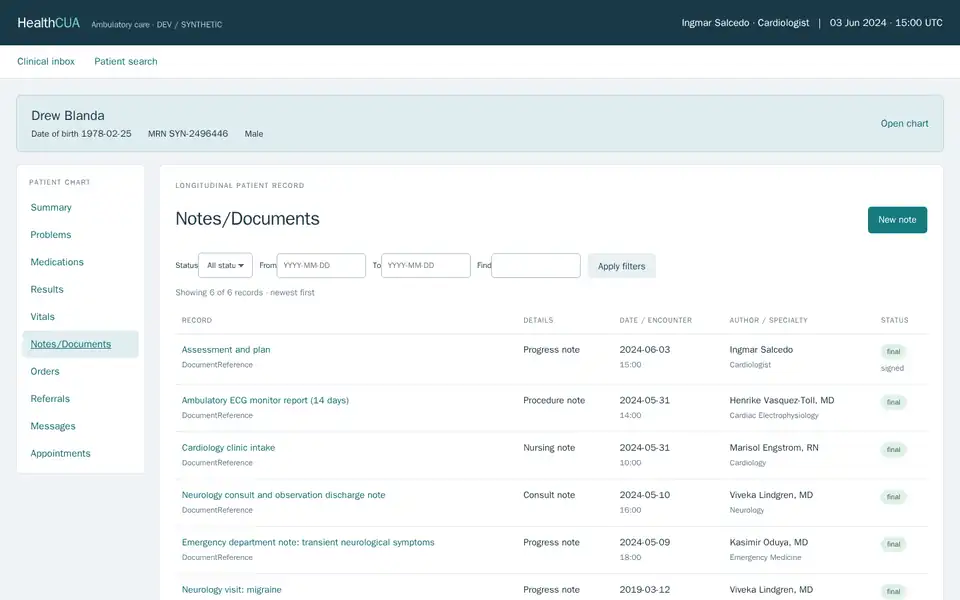 HealthCUA Ambulatory care · DEV / SYNTHETIC Ingmar Salcedo · Cardiologist | 03 Jun 2024 · 15:00 UTC
Clinical inbox Patient search
Drew Blanda
Date of birth 1978-02-25 MRN SYN-2496446 Male
Open chart
PATIENT CHART
Summary
Problems
Medications
Results
Vitals
Notes/Documents
Orders
Referrals
Messages
Appointments
LONGITUDINAL PATIENT RECORD
Notes/Documents
New note
Status All statu From YYYY-MM-DD To YYYY-MM-DD Find Apply filters
Showing 6 of 6 records · newest first
RECORD DETAILS DATE / ENCOUNTER AUTHOR / SPECIALTY STATUS
Assessment and plan Progress note 2024-06-03 Ingmar Salcedo final
DocumentReference 15:00 Cardiologist signed
Ambulatory ECG monitor report (14 days) Procedure note 2024-05-31 Henrike Vasquez-Toll, MD final
DocumentReference 14:00 Cardiac Electrophysiology
Cardiology clinic intake Nursing note 2024-05-31 Marisol Engstrom, RN final
DocumentReference 10:00 Cardiology
Neurology consult and observation discharge note Consult note 2024-05-10 Viveka Lindgren, MD final
DocumentReference 16:00 Neurology
Emergency department note: transient neurological symptoms Progress note 2024-05-09 Kasimir Oduya, MD final
DocumentReference 18:00 Emergency Medicine
Neurology visit: migraine Progress note 2019-03-12 Viveka Lindgren, MD final